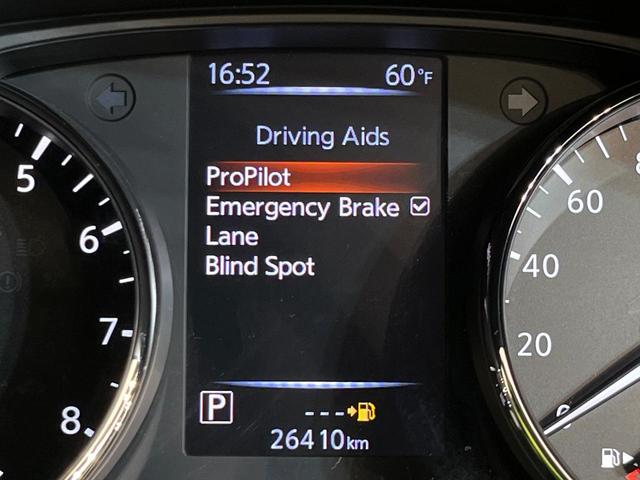 16:52 60°F
Driving Aids
ProPilot
Emergency Brake
Lane
Blind Spot
P ---
26410km
5
6
7
8
60
40
20
0